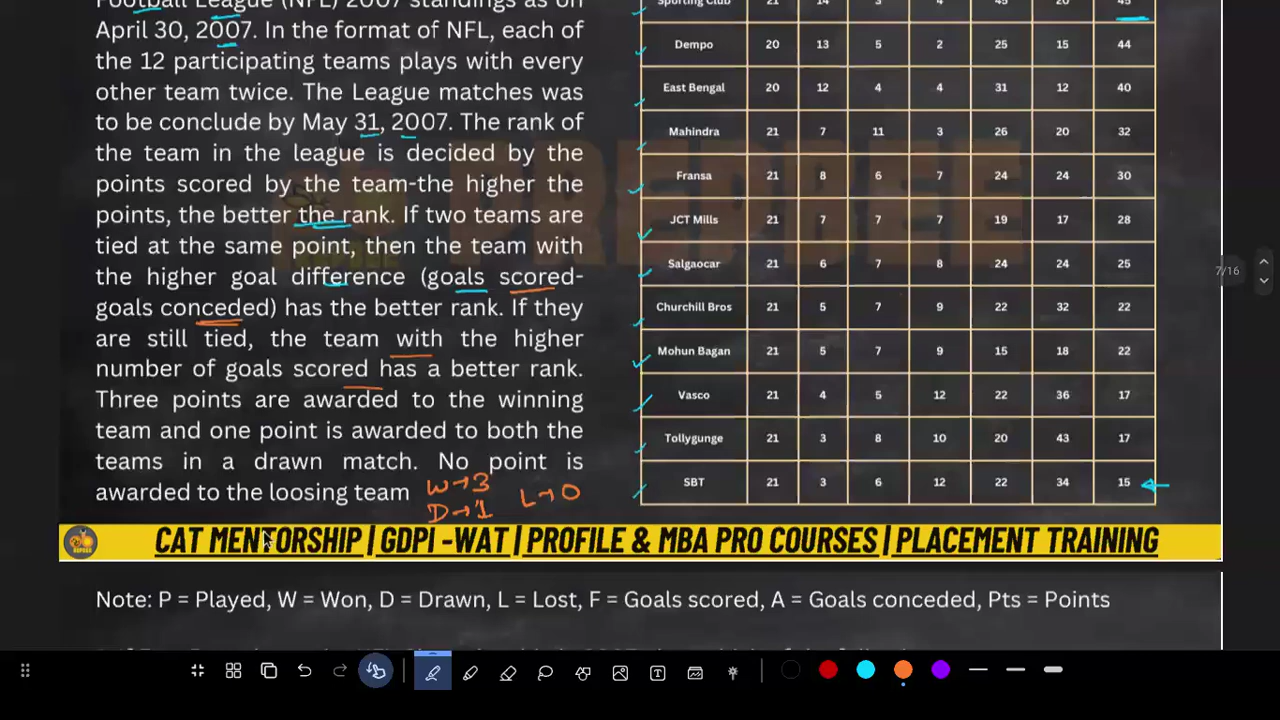 Football League (NFL) 2007 standings as on
April 30, 2007. In the format of NFL, each of
the 12 participating teams plays with every
other team twice. The League matches was
to be conclude by May 31, 2007. The rank of
the team in the league is decided by the
points scored by the team-the higher the
points, the better the rank. If two teams are
tied at the same point, then the team with
the higher goal difference (goals scored-
goals conceded) has the better rank. If they
are still tied, the team with the higher
number of goals scored has a better rank.
Three points are awarded to the winning
team and one point is awarded to both the
teams in a drawn match. No point is
awarded to the loosing team
W→3
D→1
L→0
Sporting Club 21 14 3 4 45 20 45
Dempo 20 13 5 2 25 15 44
East Bengal 20 12 4 4 31 12 40
Mahindra 21 7 11 3 26 20 32
Fransa 21 8 6 7 24 24 30
JCT Mills 21 7 7 7 19 17 28
Salgaocar 21 6 7 8 24 24 25
Churchill Bros 21 5 7 9 22 32 22
Mohun Bagan 21 5 7 9 15 18 22
Vasco 21 4 5 12 22 36 17
Tollygunge 21 3 8 10 20 43 17
SBT 21 3 6 12 22 34 15
PREPBEE
7/16
CAT MENTORSHIP | GDPI -WAT | PROFILE & MBA PRO COURSES | PLACEMENT TRAINING
Note: P = Played, W = Won, D = Drawn, L = Lost, F = Goals scored, A = Goals conceded, Pts = Points